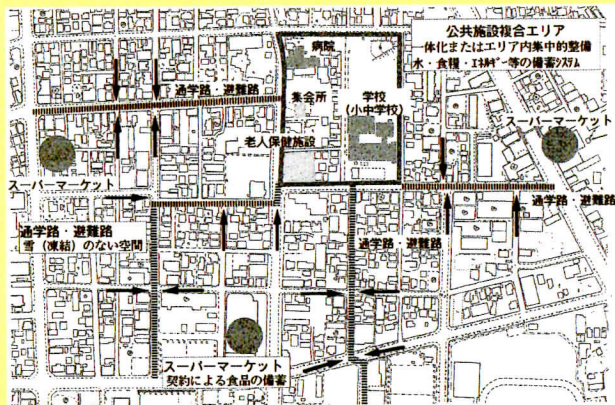 公共施設複合エリア
一体化またはエリア内集中的整備
水・食糧・エネルギー等の備蓄システム
病院
学校
(小中学校)
集会所
通学路・避難路
老人保健施設
スーパーマーケット
スーパーマーケット
通学路・避難路
通学路・避難路
雪(凍結)のない空間
通学路・避難路
スーパーマーケット
契約による食品の備蓄